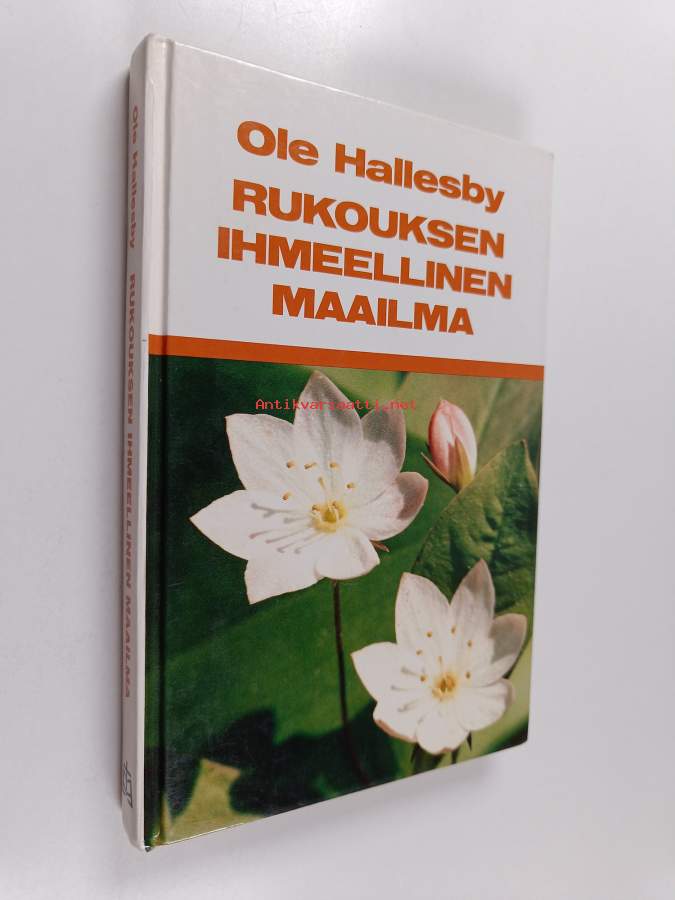 Ole Hallesby
RUKOUKSEN
IHMEELLINEN
MAAILMA
Antikvariaatti.net
Ole Hallesby RUKOUKSEN IHMEELLINEN MAAILMA